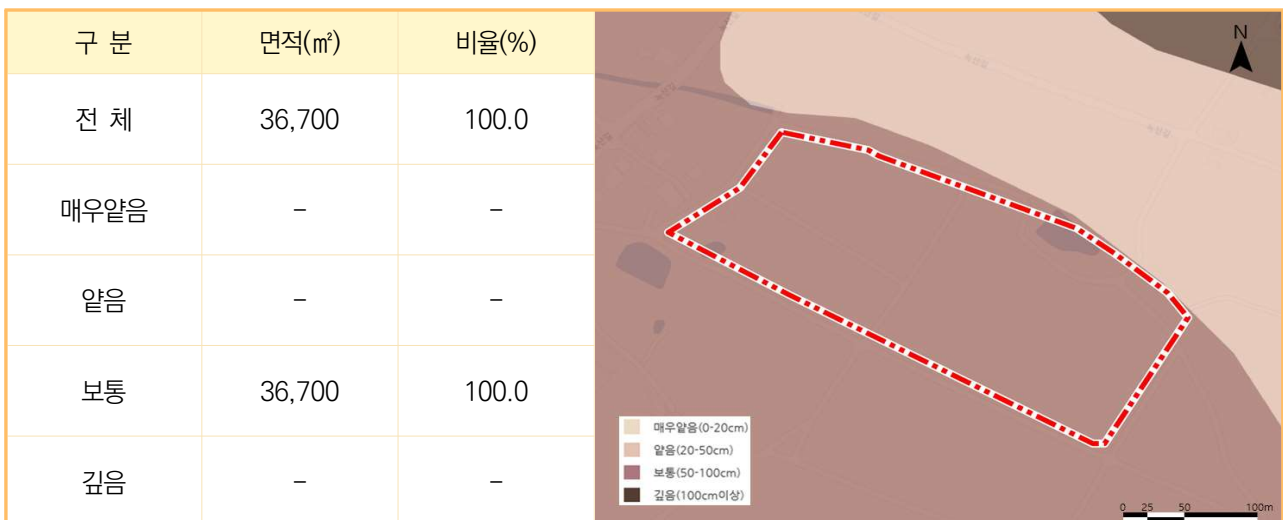 구 분 면적(㎡) 비율(%)
전 체 36,700 100.0
매우얕음 – –
얕음 – –
보통 36,700 100.0
깊음 – –
N
매우얕음(0-20cm)
얕음(20-50cm)
보통(50-100cm)
깊음(100cm이상)
0 25 50 100m